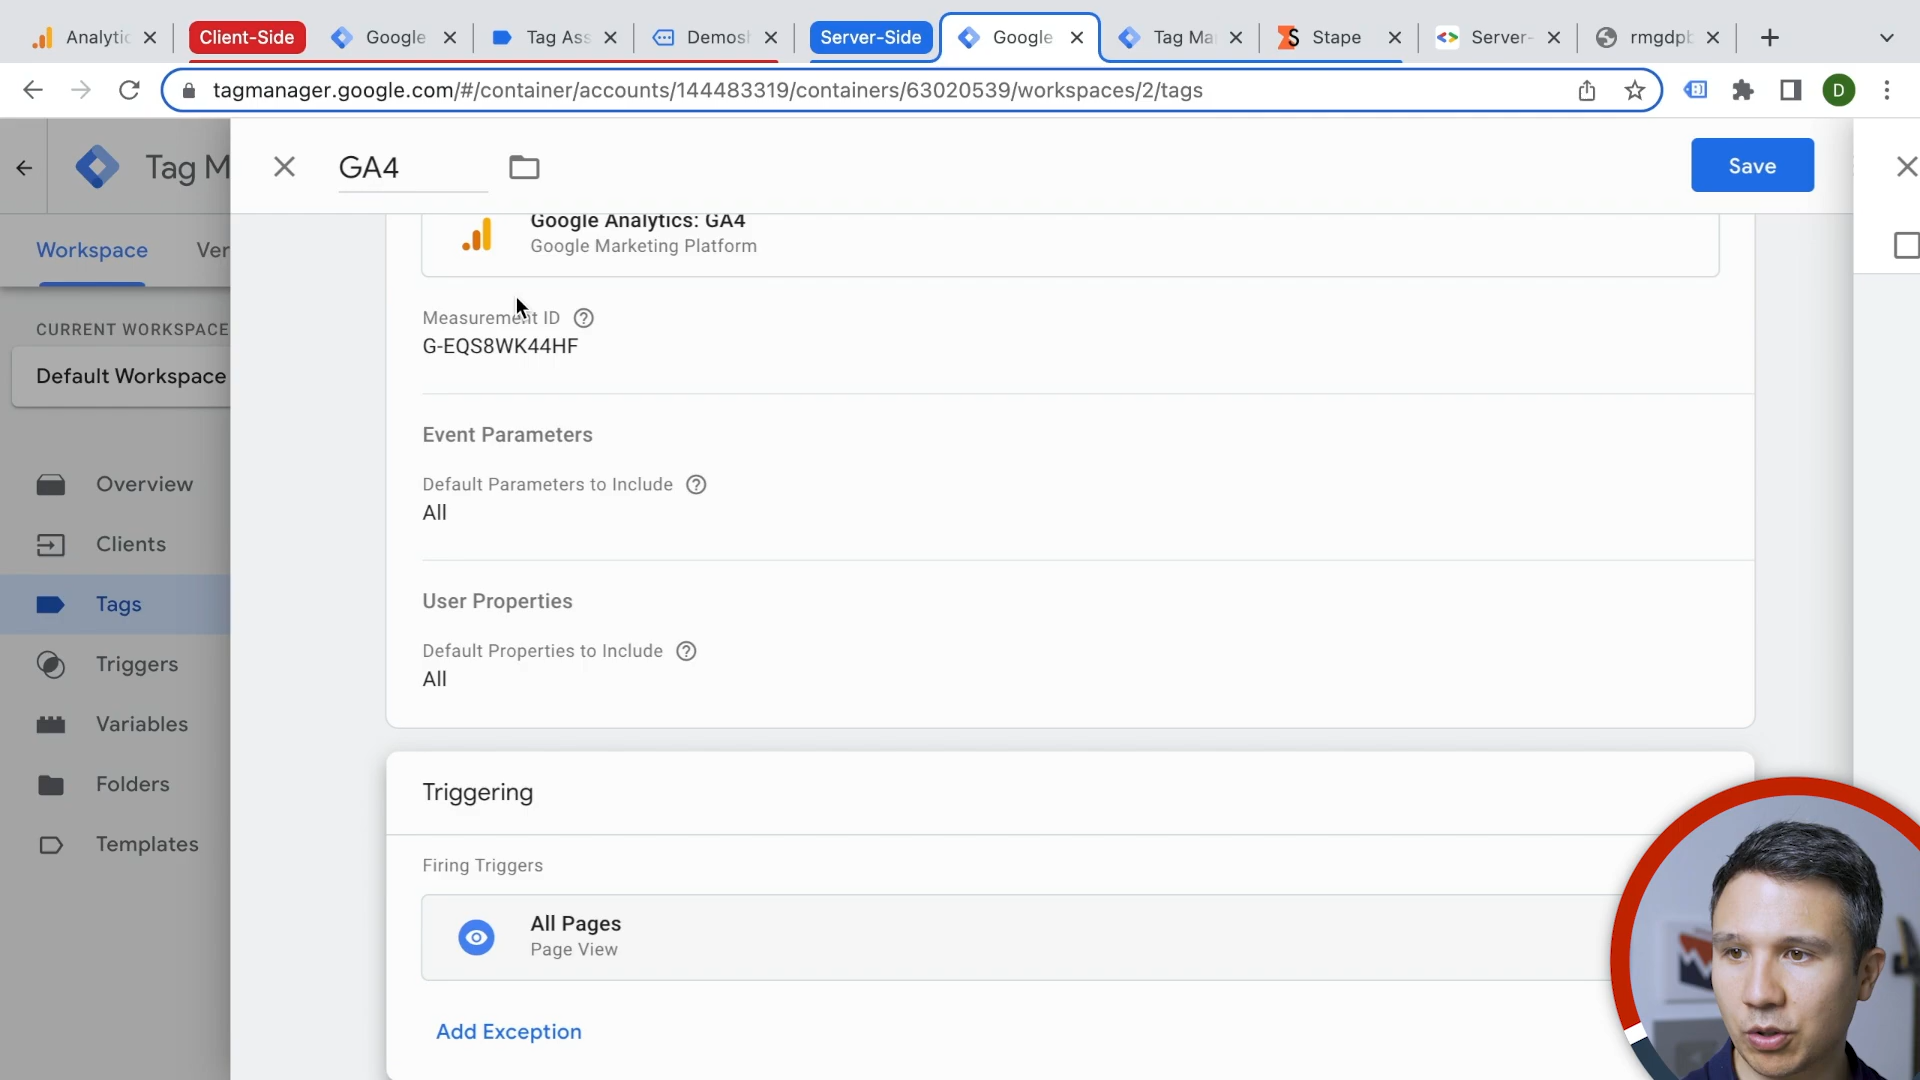 Analytic
Client-Side
Google
Tag Ass
Demosh
Server-Side
Google
Tag Ma
Stape
Server-
rmgdpb
tagmanager.google.com/#/container/accounts/144483319/containers/63020539/workspaces/2/tags
D
Tag M
GA4
Save
Workspace
Ver
Google Analytics: GA4
Google Marketing Platform
CURRENT WORKSPACE
Default Workspace
Measurement ID
G-EQS8WK44HF
Event Parameters
Default Parameters to Include
All
User Properties
Default Properties to Include
All
Overview
Clients
Tags
Triggers
Variables
Folders
Templates
Triggering
Firing Triggers
All Pages
Page View
Add Exception